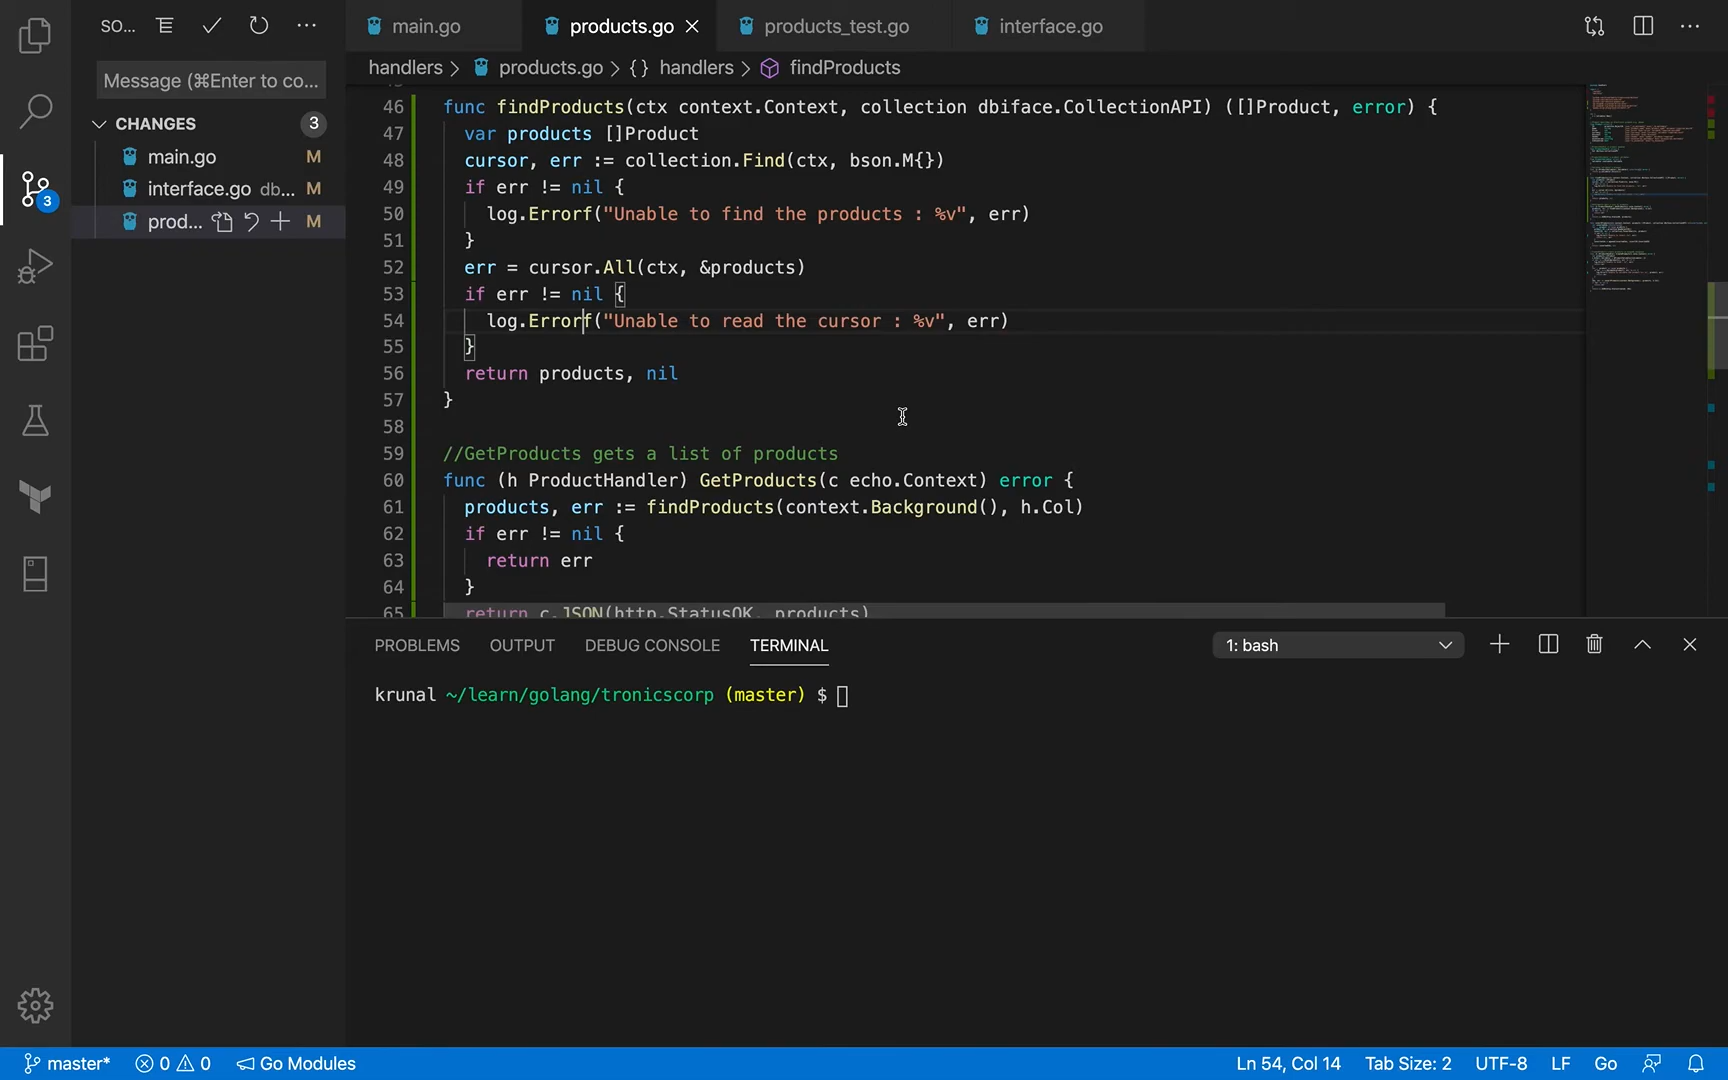 SO...
Message (⌘Enter to co...
CHANGES 3
main.go M
interface.go db... M
prod... M
3
main.go
products.go
products_test.go
interface.go
handlers > products.go > {} handlers > findProducts
46 func findProducts(ctx context.Context, collection dbiface.CollectionAPI) ([]Product, error) {
47 var products []Product
48 cursor, err := collection.Find(ctx, bson.M{})
49 if err != nil {
50 log.Errorf("Unable to find the products : %v", err)
51 }
52 err = cursor.All(ctx, &products)
53 if err != nil {
54 log.Errorf("Unable to read the cursor : %v", err)
55 }
56 return products, nil
57 }
58
59 //GetProducts gets a list of products
60 func (h ProductHandler) GetProducts(c echo.Context) error {
61 products, err := findProducts(context.Background(), h.Col)
62 if err != nil {
63 return err
64 }
65 return c.JSON(http.StatusOK, products)
PROBLEMS OUTPUT DEBUG CONSOLE TERMINAL 1: bash
krunal ~/learn/golang/tronicscorp (master) $
master* 0 0 Go Modules Ln 54, Col 14 Tab Size: 2 UTF-8 LF Go